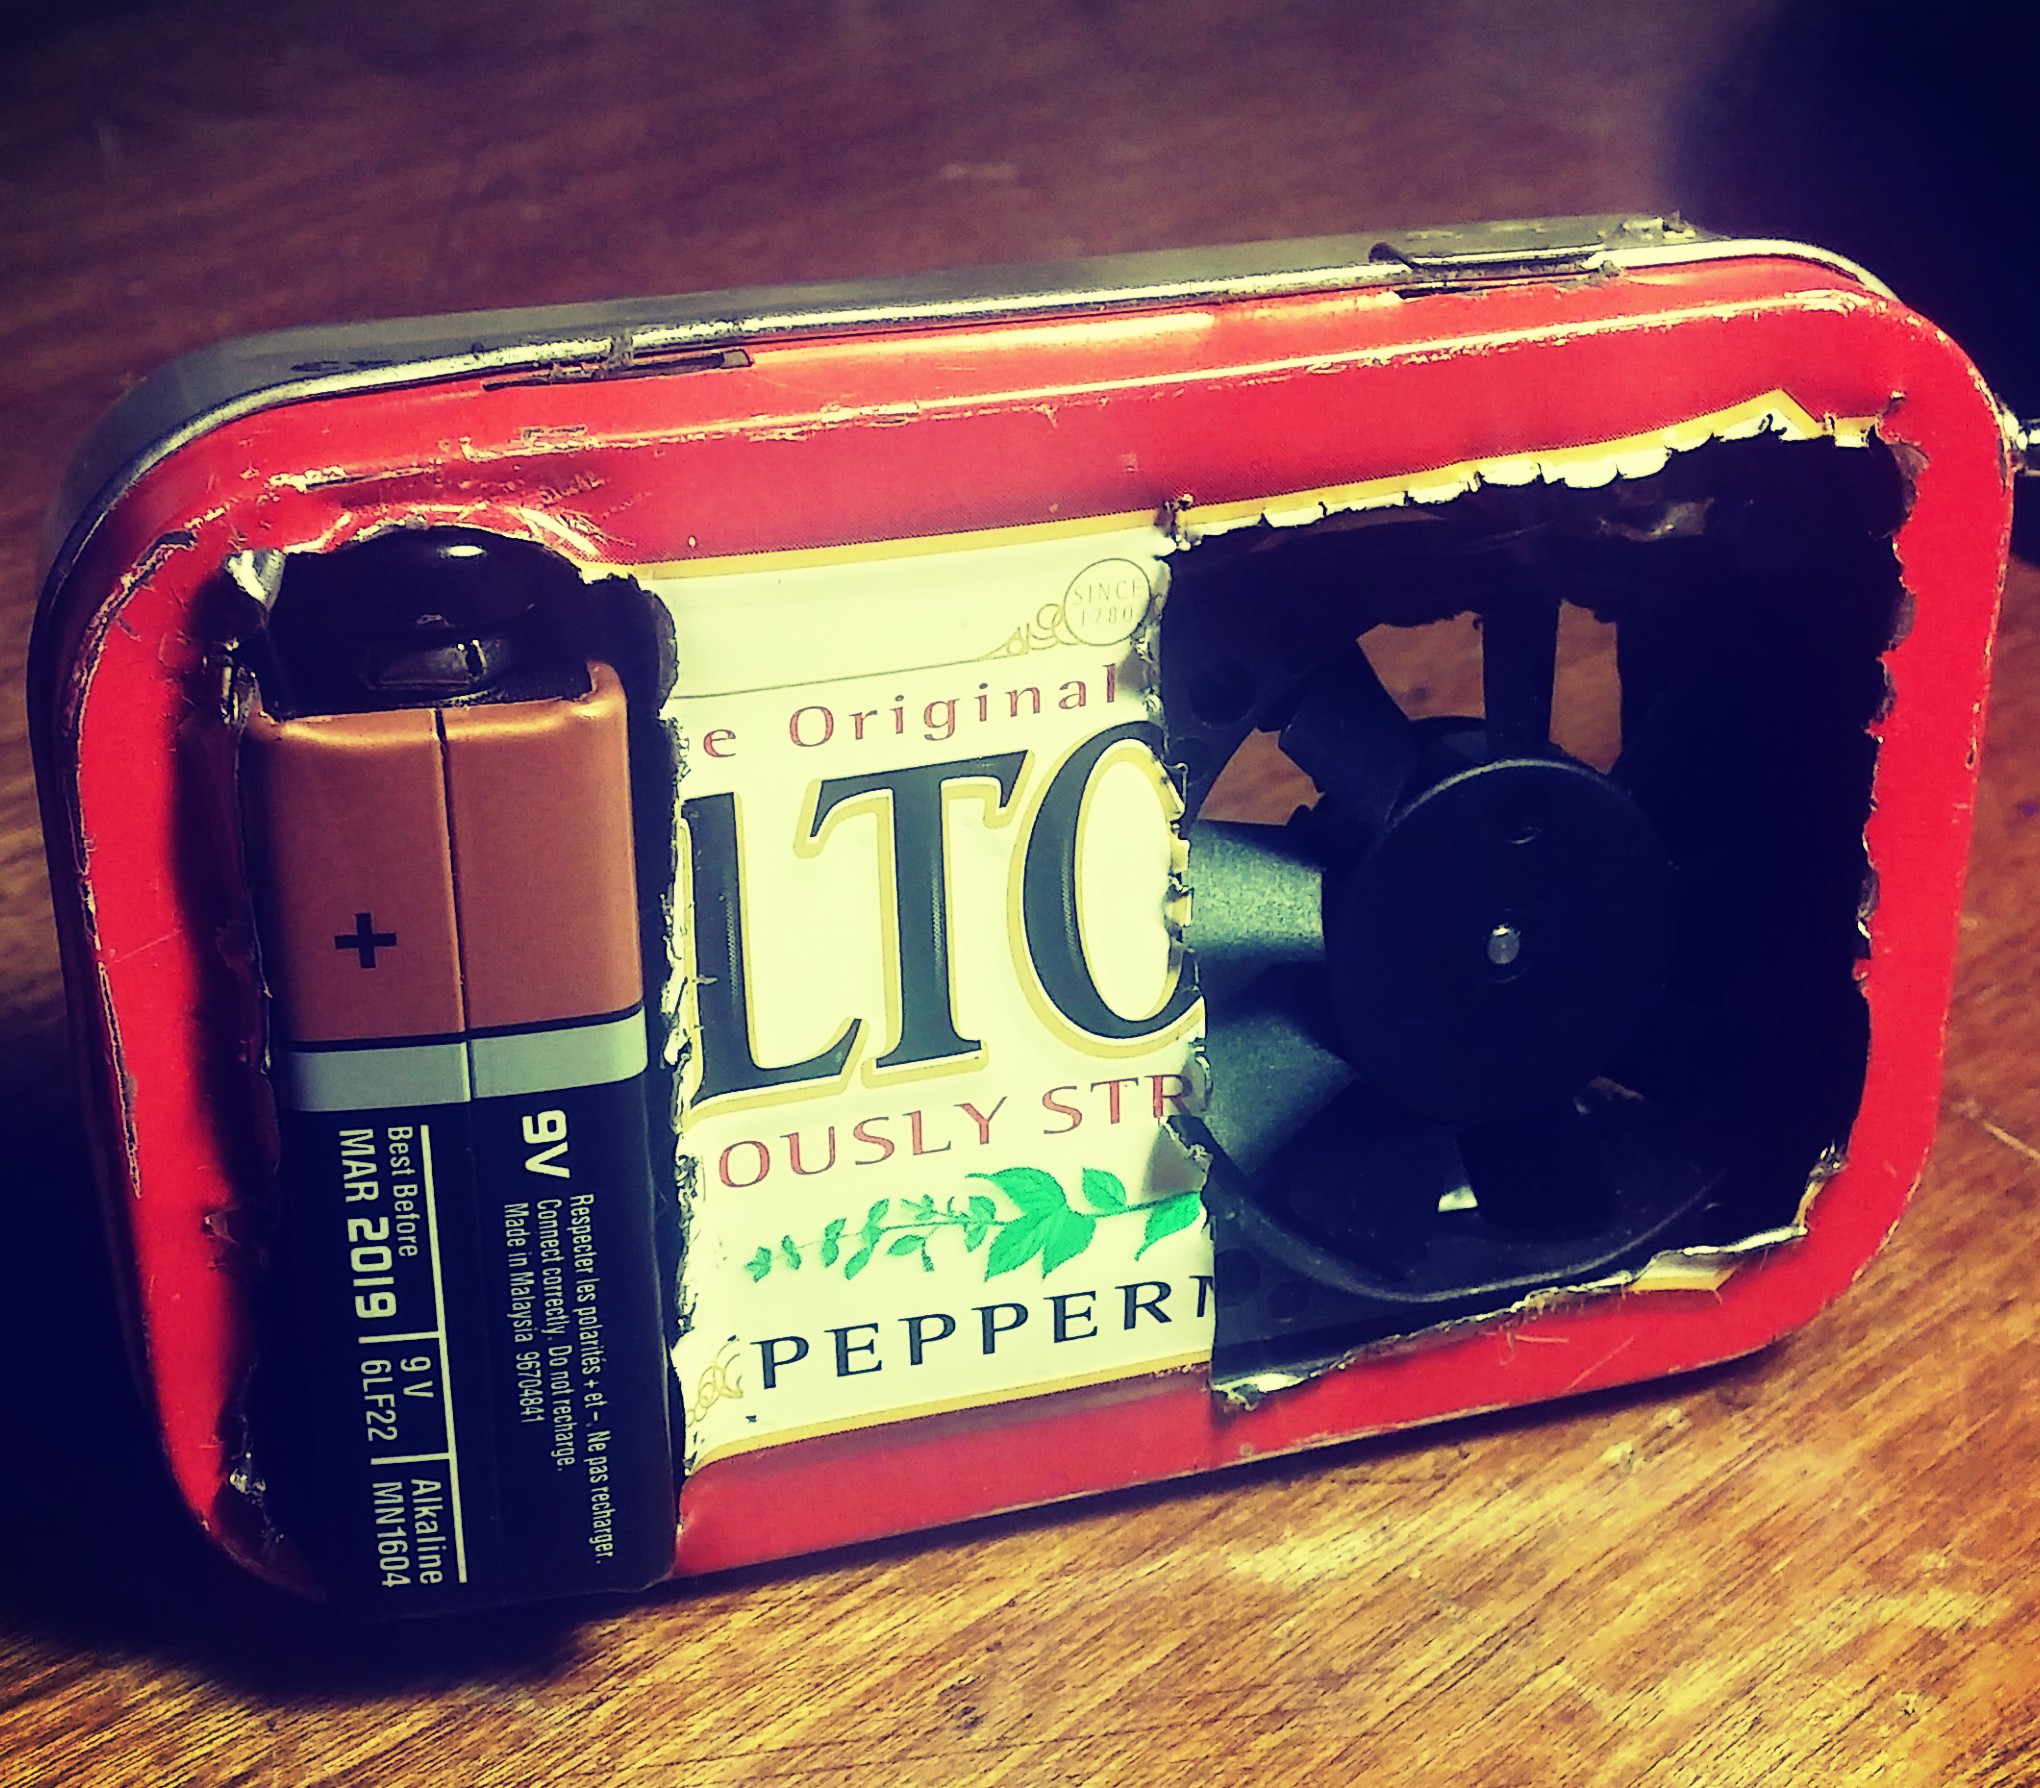 SINCE
1780
e Original
LTO
OUSLY STR
PEPPERM
+
9V
Respecter les polarités + et –. Ne pas recharger.
Connect correctly. Do not recharge.
Made in Malaysia 96704841
Best Before
MAR 2019
9 V
6LF22
Alkaline
MN1604